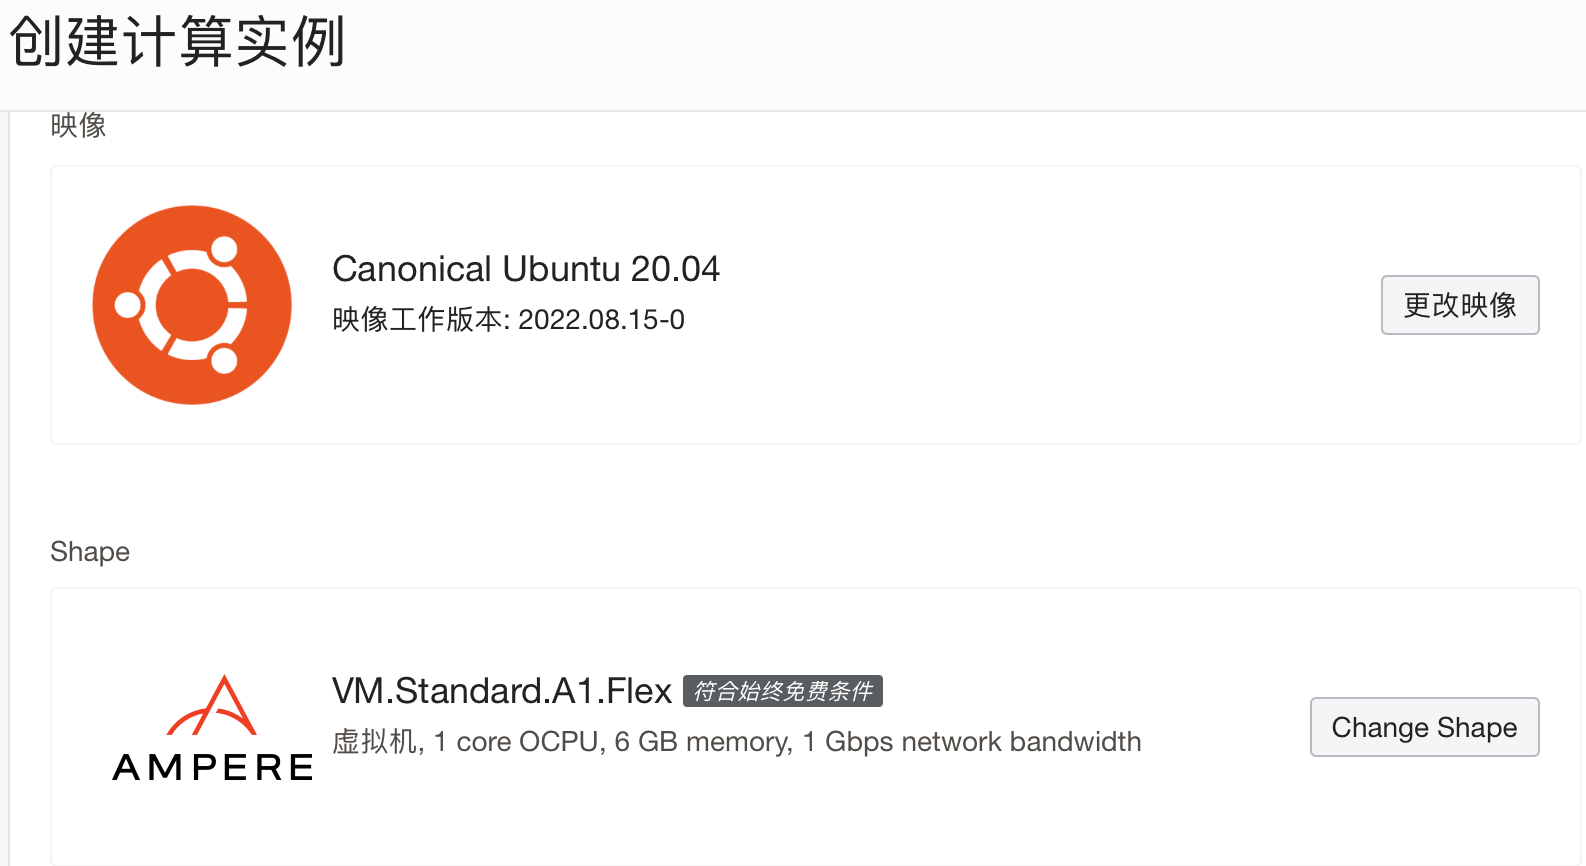 创建计算实例
映像
Canonical Ubuntu 20.04
映像工作版本: 2022.08.15-0
更改映像
Shape
VM.Standard.A1.Flex 符合始终免费条件
虚拟机, 1 core OCPU, 6 GB memory, 1 Gbps network bandwidth
Change Shape
AMPERE